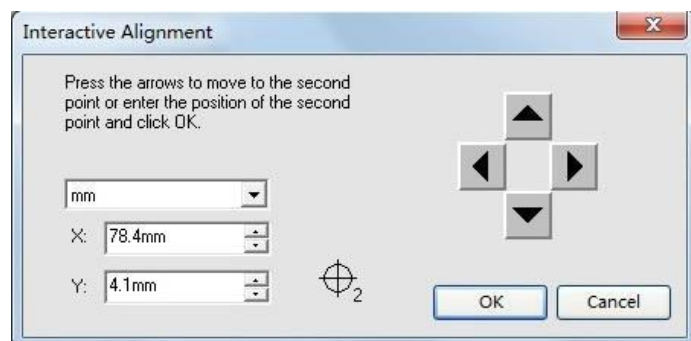 Interactive Alignment
Press the arrows to move to the second
point or enter the position of the second
point and click OK.
mm
X: 78.4mm
Y: 4.1mm
2
OK Cancel